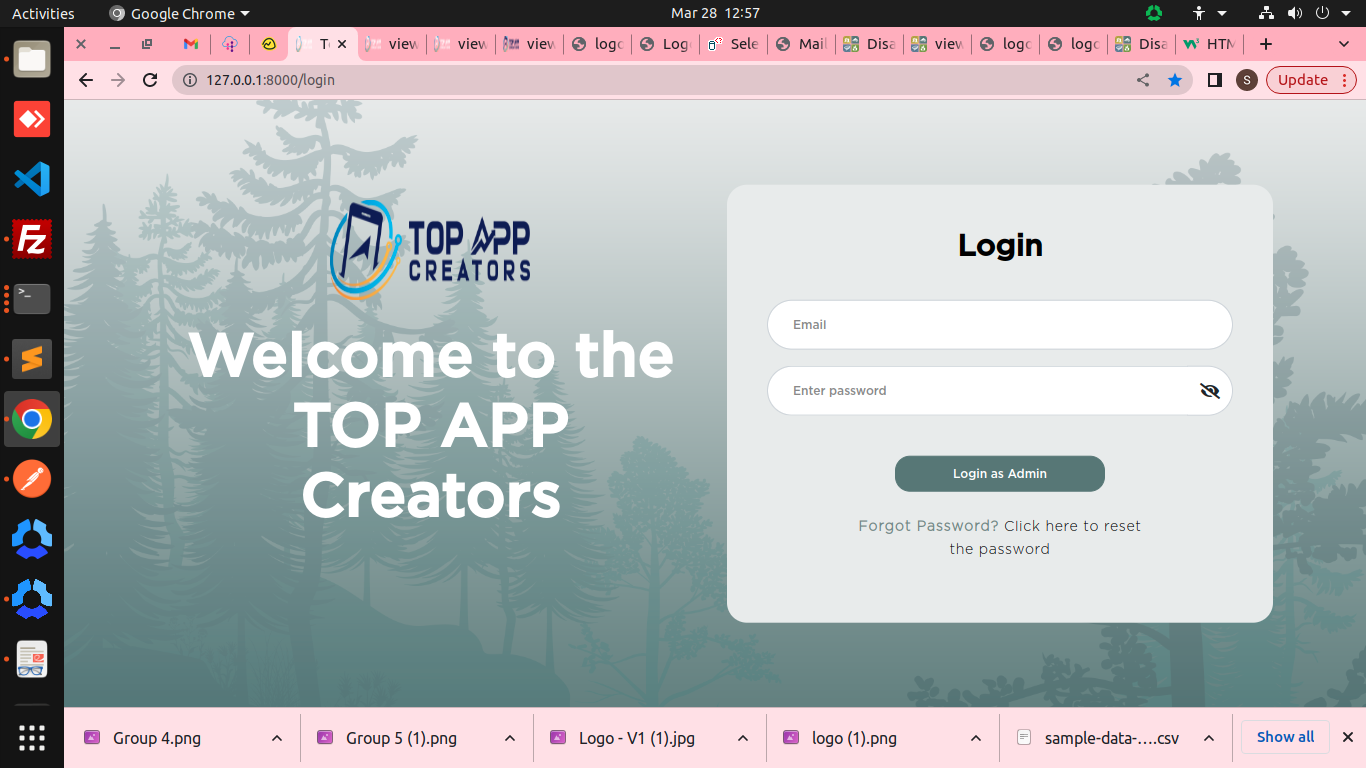 Activities
Google Chrome
Mar 28 12:57
view
view
view
logo
Sele
Mail
Disa
view
logo
logo
Disa
HTM
127.0.0.1:8000/login
S
Update
TOP APP
CREATORS
Welcome to the
TOP APP
Creators
Login
Email
Enter password
Login as Admin
Forgot Password? Click here to reset
the password
Group 4.png
Group 5 (1).png
Logo - V1 (1).jpg
logo (1).png
sample-data-....csv
Show all